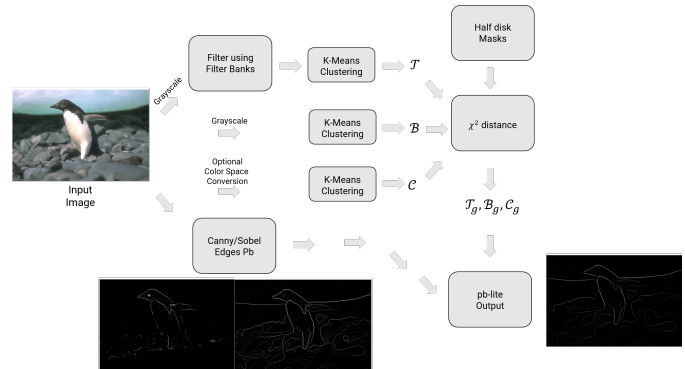 Half disk
Masks
Filter using
Filter Banks
K-Means
Clustering
𝒯
Grayscale
Grayscale
K-Means
Clustering
ℬ
χ² distance
Optional
Color Space
Conversion
K-Means
Clustering
𝒞
Input
Image
𝒯g, ℬg, 𝒞g
Canny/Sobel
Edges Pb
pb-lite
Output